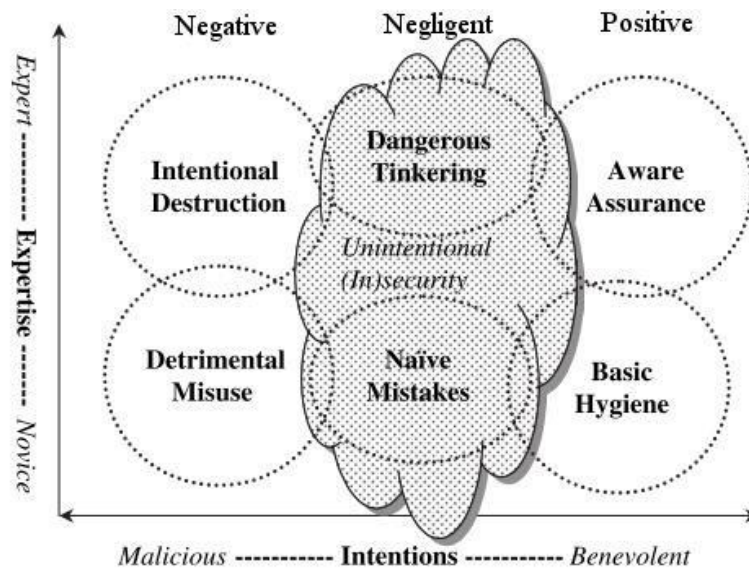 Negative Negligent Positive
Expert
Dangerous
Tinkering
Intentional
Destruction
Aware
Assurance
Unintentional
(In)security
Expertise
Detrimental
Misuse
Naïve
Mistakes
Basic
Hygiene
Novice
Malicious ---------- Intentions ---------- Benevolent